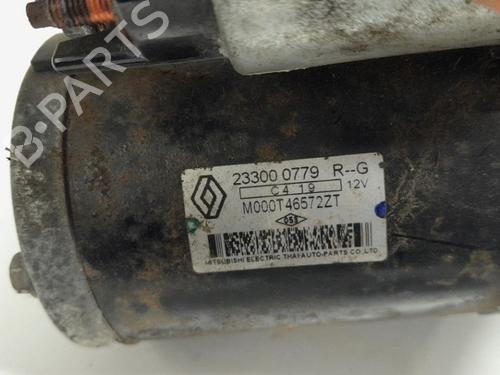 B-PARTS
23300 0779 R--G
C4 19 12V
M000T46572ZT
MITSUBISHI ELECTRIC THAI AUTO-PARTS CO.,LTD.